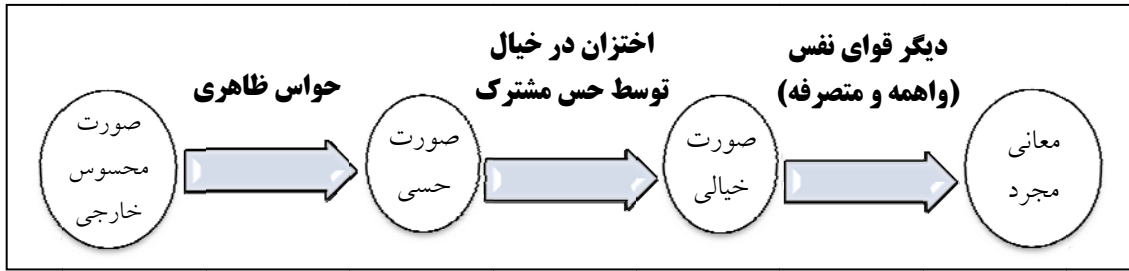 حواس ظاهری
اختزان در خیال
توسط حس مشترک
دیگر قوای نفس
(واهمه و متصرفه)
صورت
محسوس
خارجی
صورت
حسی
صورت
خیالی
معانی
مجرد